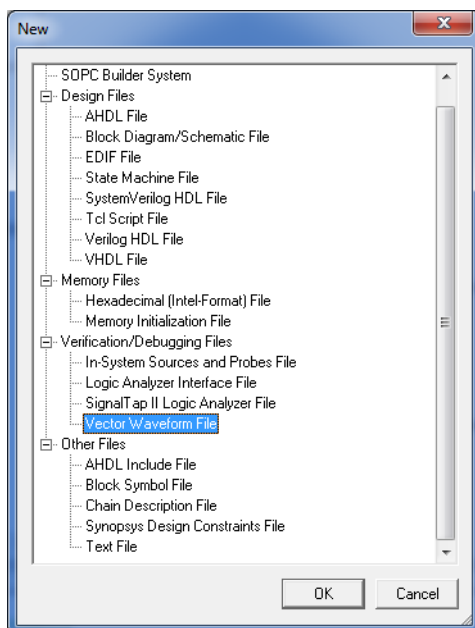 New
SOPC Builder System
Design Files
AHDL File
Block Diagram/Schematic File
EDIF File
State Machine File
SystemVerilog HDL File
Tcl Script File
Verilog HDL File
VHDL File
Memory Files
Hexadecimal (Intel-Format) File
Memory Initialization File
Verification/Debugging Files
In-System Sources and Probes File
Logic Analyzer Interface File
SignalTap II Logic Analyzer File
Vector Waveform File
Other Files
AHDL Include File
Block Symbol File
Chain Description File
Synopsys Design Constraints File
Text File
OK Cancel